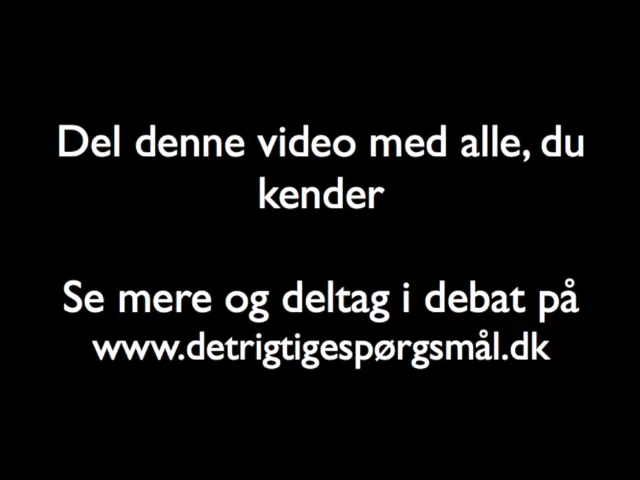 Del denne video med alle, du
kender
Se mere og deltag i debat på
www.detrigtigespørgsmål.dk